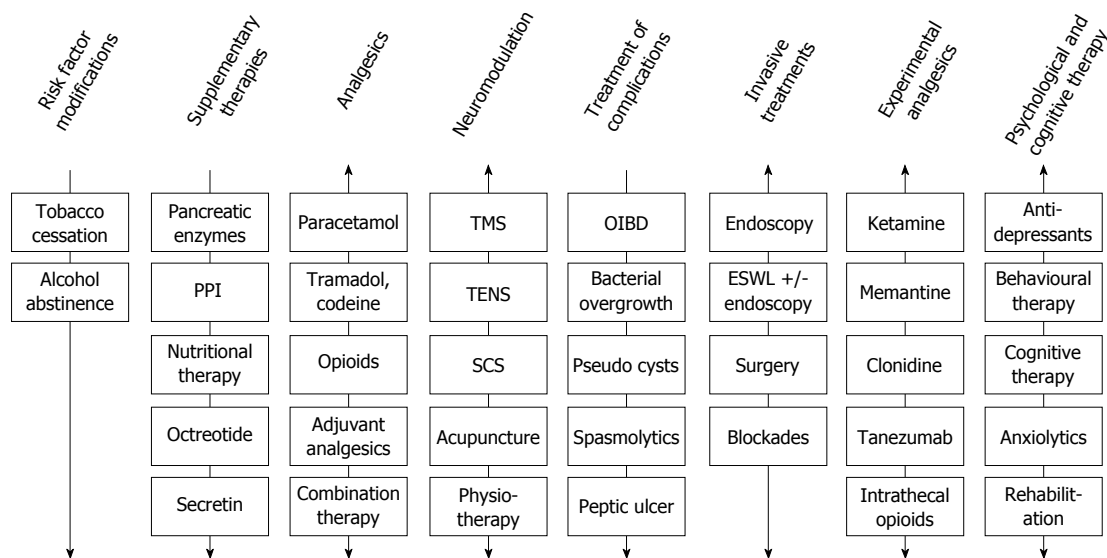 Risk factor
modifications
Supplementary
therapies
Analgesics
Neuromodulation
Treatment of
complications
Invasive
treatments
Experimental
analgesics
Psychological and
cognitive therapy
Tobacco
cessation
Alcohol
abstinence
Pancreatic
enzymes
PPI
Nutritional
therapy
Octreotide
Secretin
Paracetamol
Tramadol,
codeine
Opioids
Adjuvant
analgesics
Combination
therapy
TMS
TENS
SCS
Acupuncture
Physio-
therapy
OIBD
Bacterial
overgrowth
Pseudo cysts
Spasmolytics
Peptic ulcer
Endoscopy
ESWL +/-
endoscopy
Surgery
Blockades
Ketamine
Memantine
Clonidine
Tanezumab
Intrathecal
opioids
Anti-
depressants
Behavioural
therapy
Cognitive
therapy
Anxiolytics
Rehabilit-
ation